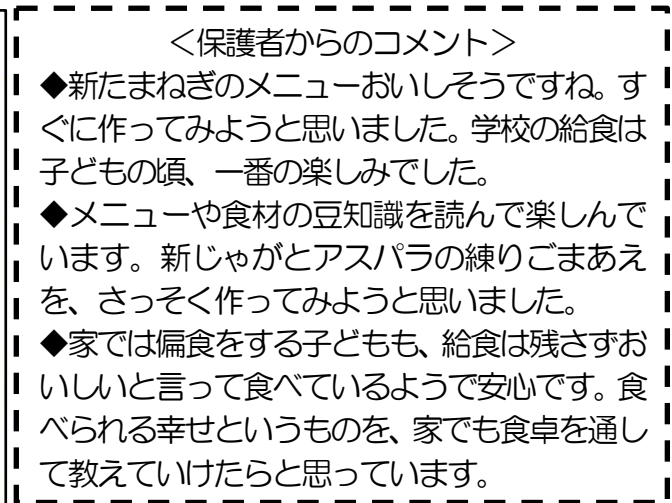 ＜保護者からのコメント＞
◆新たまねぎのメニューおいしそうですね。す
ぐに作ってみようと思いました。学校の給食は
子どもの頃、一番の楽しみでした。
◆メニューや食材の豆知識を読んで楽しんで
います。新じゃがとアスパラの練りごまあえ
を、さっそく作ってみようと思いました。
◆家では偏食をする子どもも、給食は残さずお
いしいと言って食べているようで安心です。食
べられる幸せというものを、家でも食卓を通し
て教えていけたらと思っています。